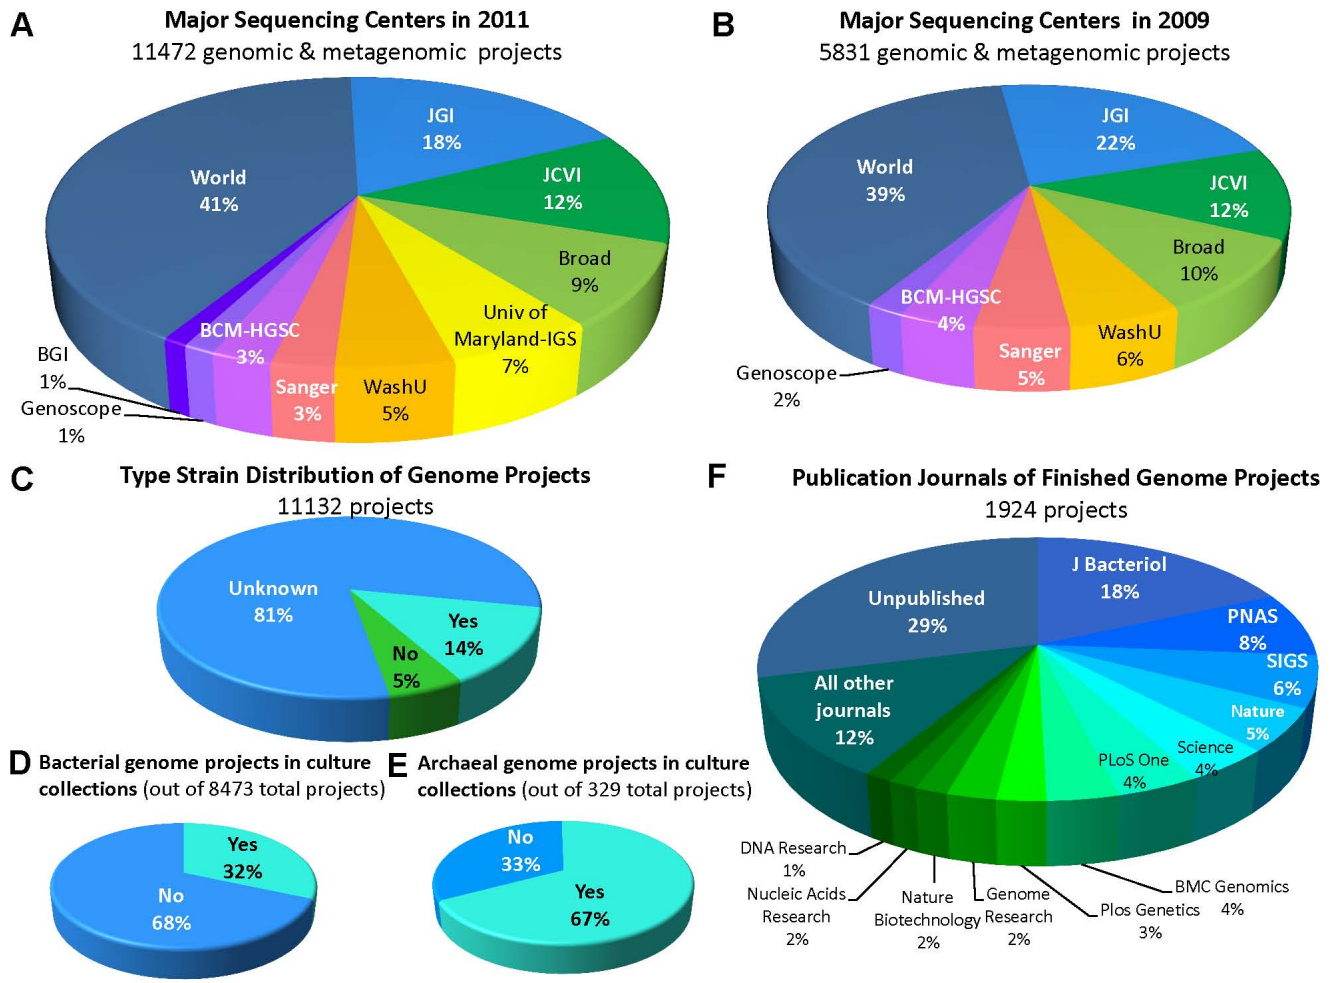 A
Major Sequencing Centers in 2011
11472 genomic & metagenomic projects
JGI
18%
JCVI
12%
Broad
9%
Univ of
Maryland-IGS
7%
WashU
5%
Sanger
3%
BCM-HGSC
3%
Genoscope
1%
BGI
1%
World
41%
B
Major Sequencing Centers in 2009
5831 genomic & metagenomic projects
JGI
22%
JCVI
12%
Broad
10%
WashU
6%
Sanger
5%
BCM-HGSC
4%
Genoscope
2%
World
39%
C
Type Strain Distribution of Genome Projects
11132 projects
Unknown
81%
Yes
14%
No
5%
D
Bacterial genome projects in culture
collections (out of 8473 total projects)
Yes
32%
No
68%
E
Archaeal genome projects in culture
collections (out of 329 total projects)
No
33%
Yes
67%
F
Publication Journals of Finished Genome Projects
1924 projects
J Bacteriol
18%
PNAS
8%
SIGS
6%
Nature
5%
Science
4%
PLoS One
4%
BMC Genomics
4%
Plos Genetics
3%
Genome
Research
2%
Nature
Biotechnology
2%
Nucleic Acids
Research
2%
DNA Research
1%
All other
journals
12%
Unpublished
29%